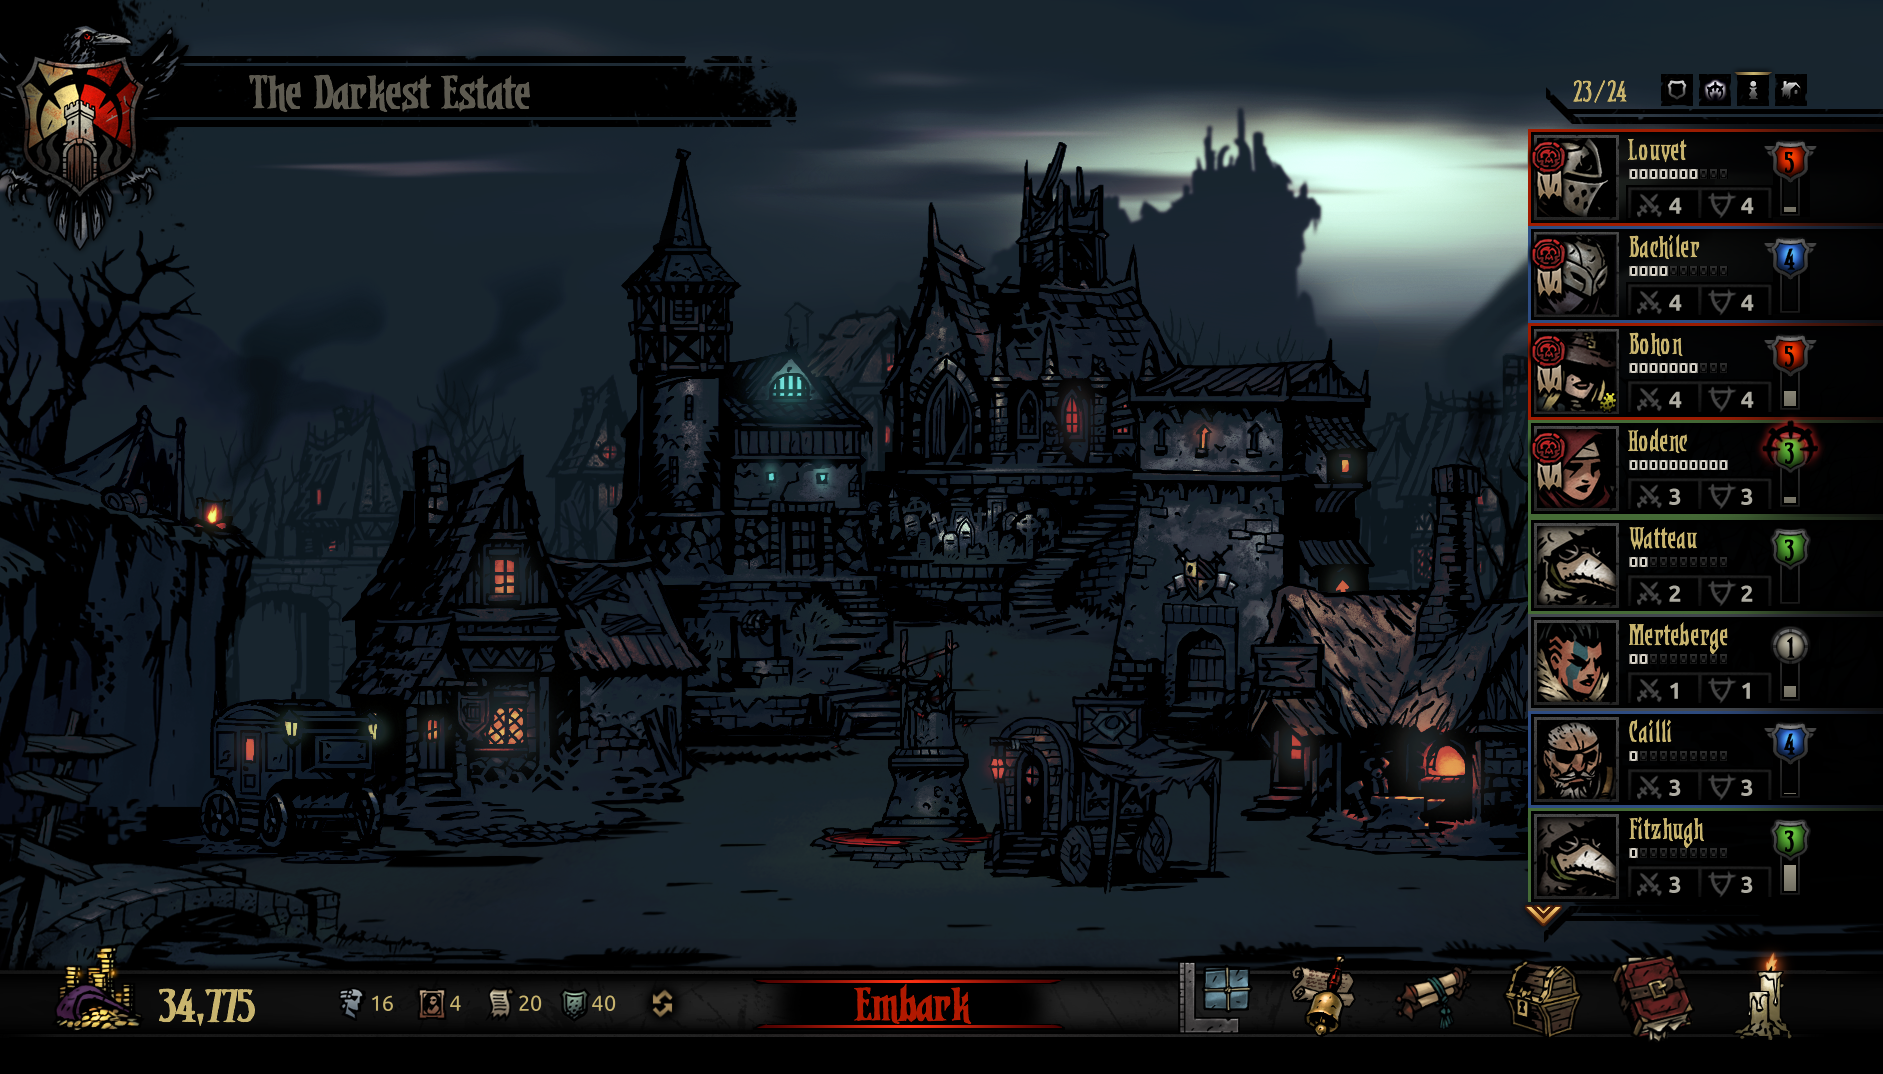 The Darkest Estate
23/24
Louvet
5
4 4
Bachiler
4
4 4
Bohon
5
4 4
Hodenc
3
3 3
Watteau
3
2 2
Merteberge
1
1 1
Cailli
4
3 3
Fitzhugh
3
3 3
34,775
16 4 20 40
Embark